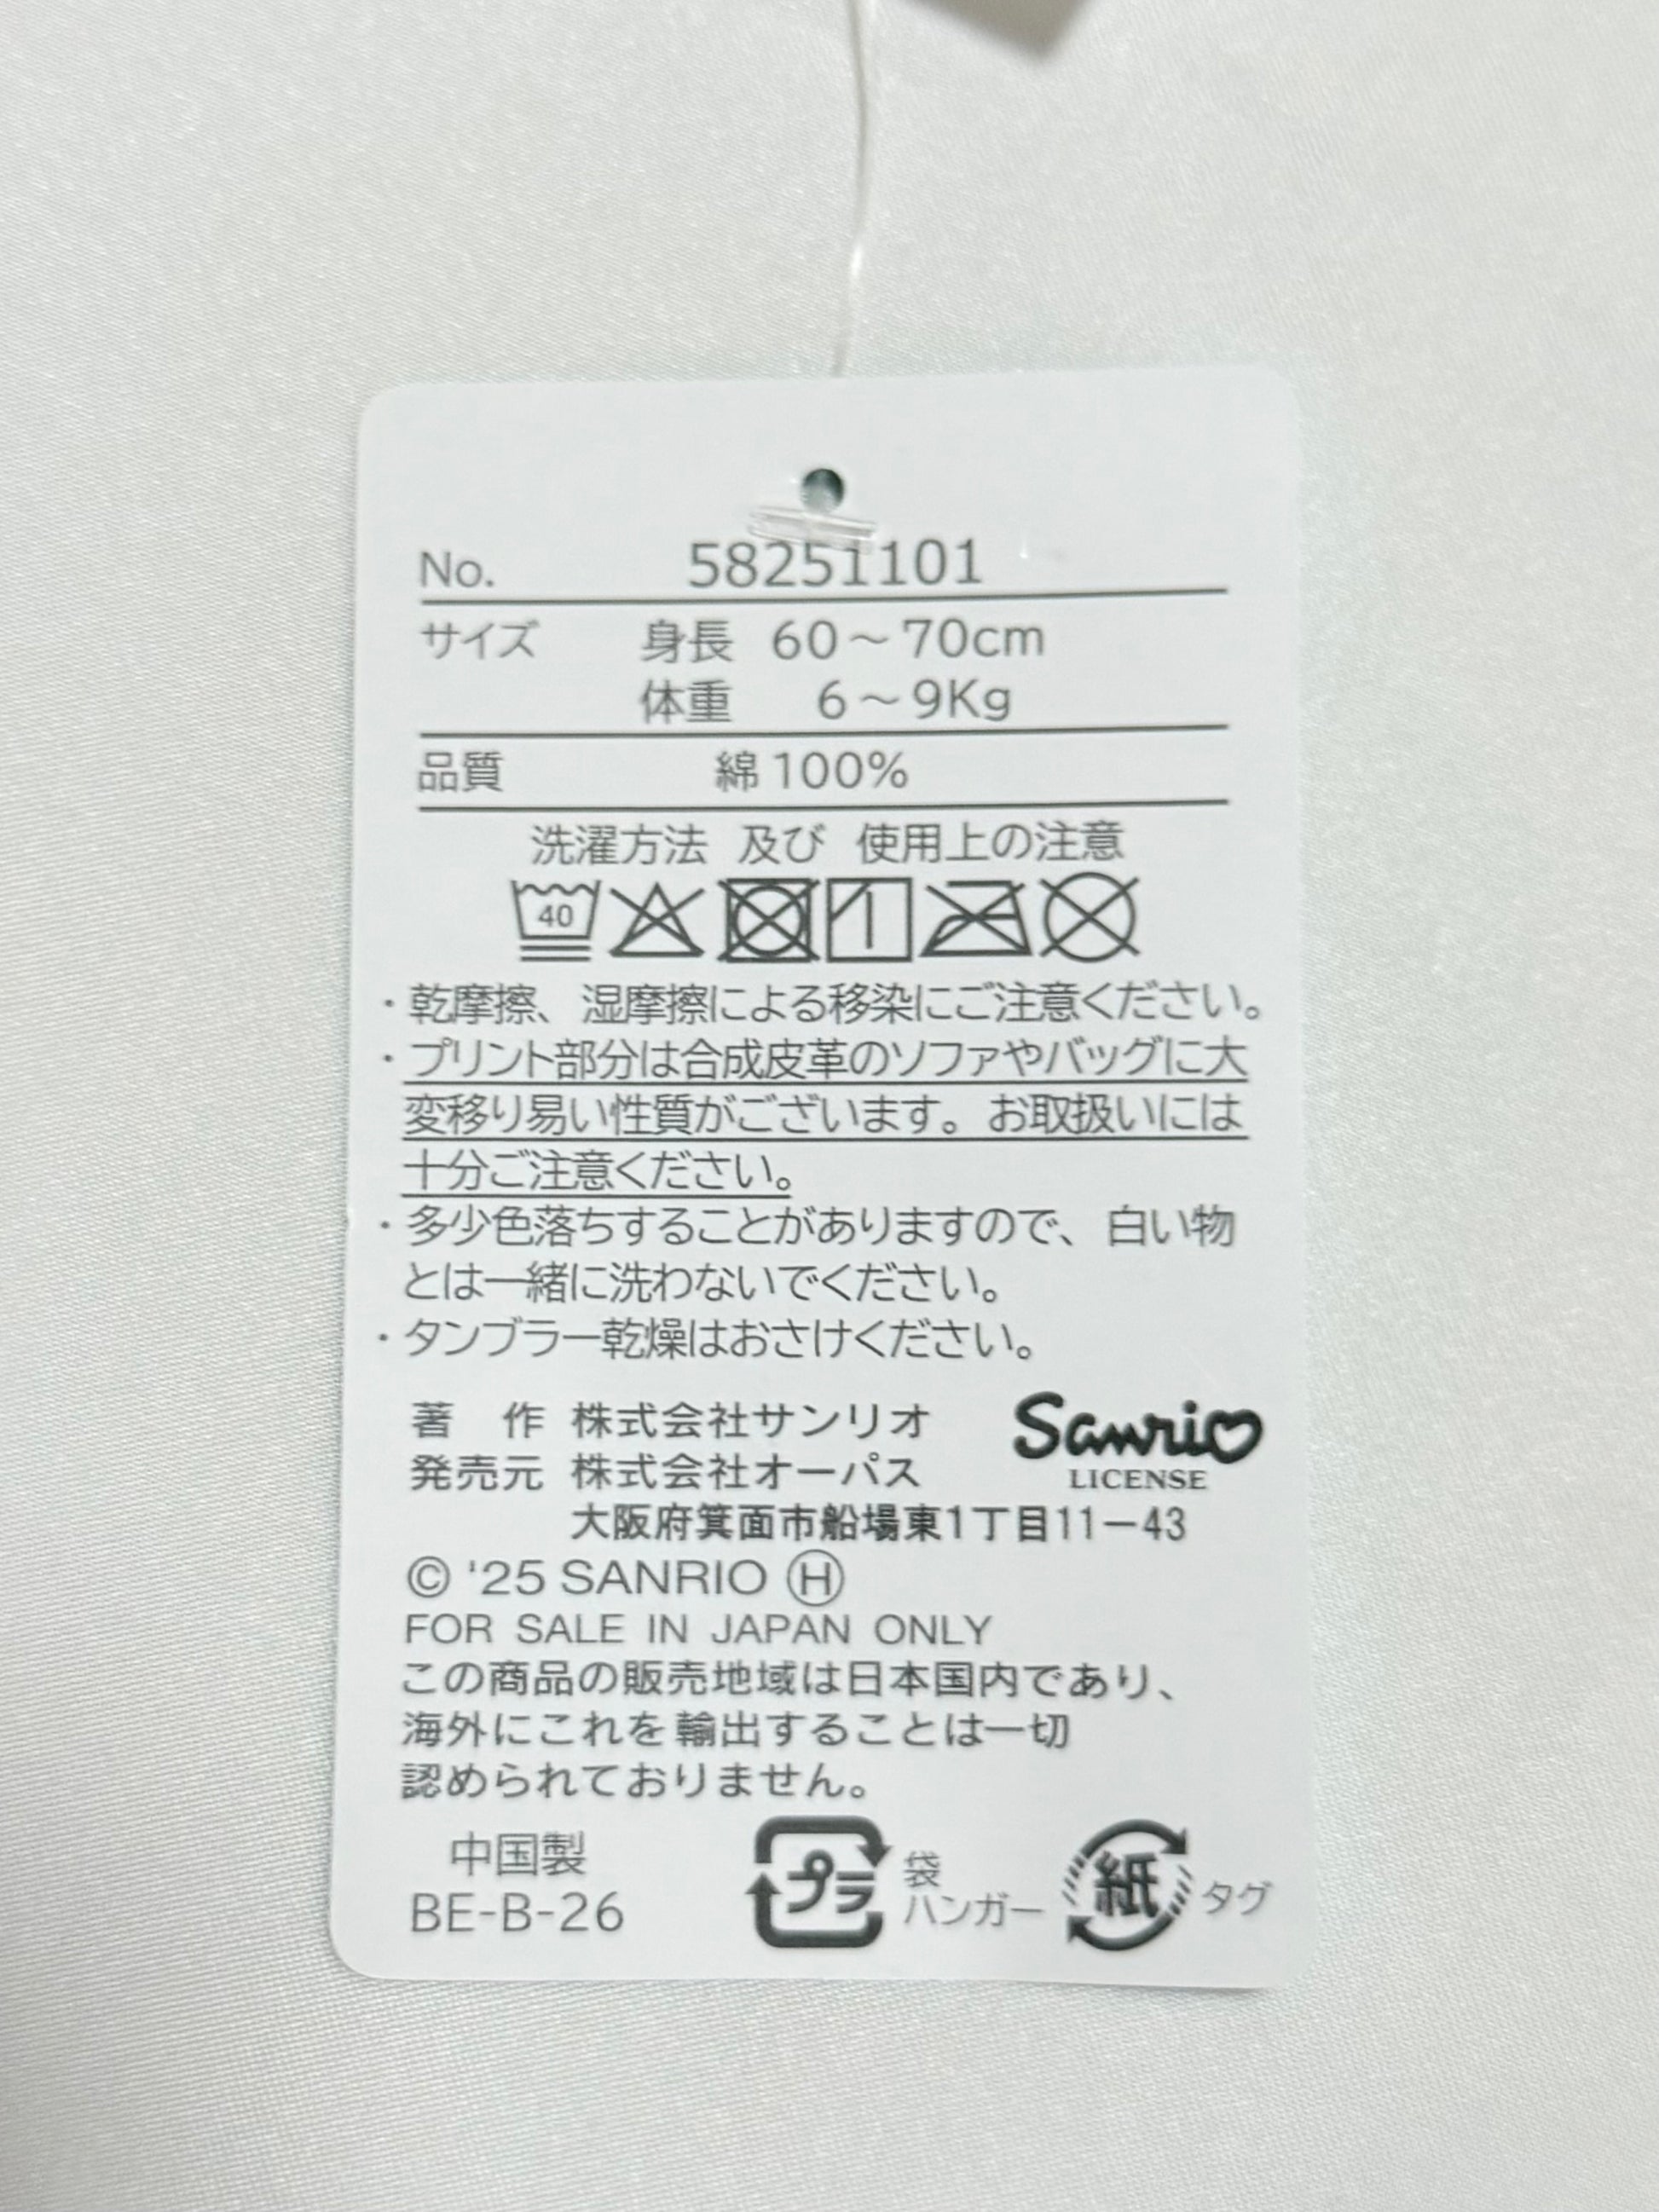 No. 58251101
サイズ 身長 60～70cm
体重 6～9Kg
品質 綿100%
洗濯方法 及び 使用上の注意
40
・乾摩擦、湿摩擦による移染にご注意ください。
・プリント部分は合成皮革のソファやバッグに大
変移り易い性質がございます。お取扱いには
十分ご注意ください。
・多少色落ちすることがありますので、白い物
とは一緒に洗わないでください。
・タンブラー乾燥はおさけください。
著 作 株式会社サンリオ
Sanrio
LICENSE
発売元 株式会社オーパス
大阪府箕面市船場東1丁目11−43
© '25 SANRIO Ⓗ
FOR SALE IN JAPAN ONLY
この商品の販売地域は日本国内であり、
海外にこれを輸出することは一切
認められておりません。
中国製
BE-B-26
プラ 袋
ハンガー
紙 タグ